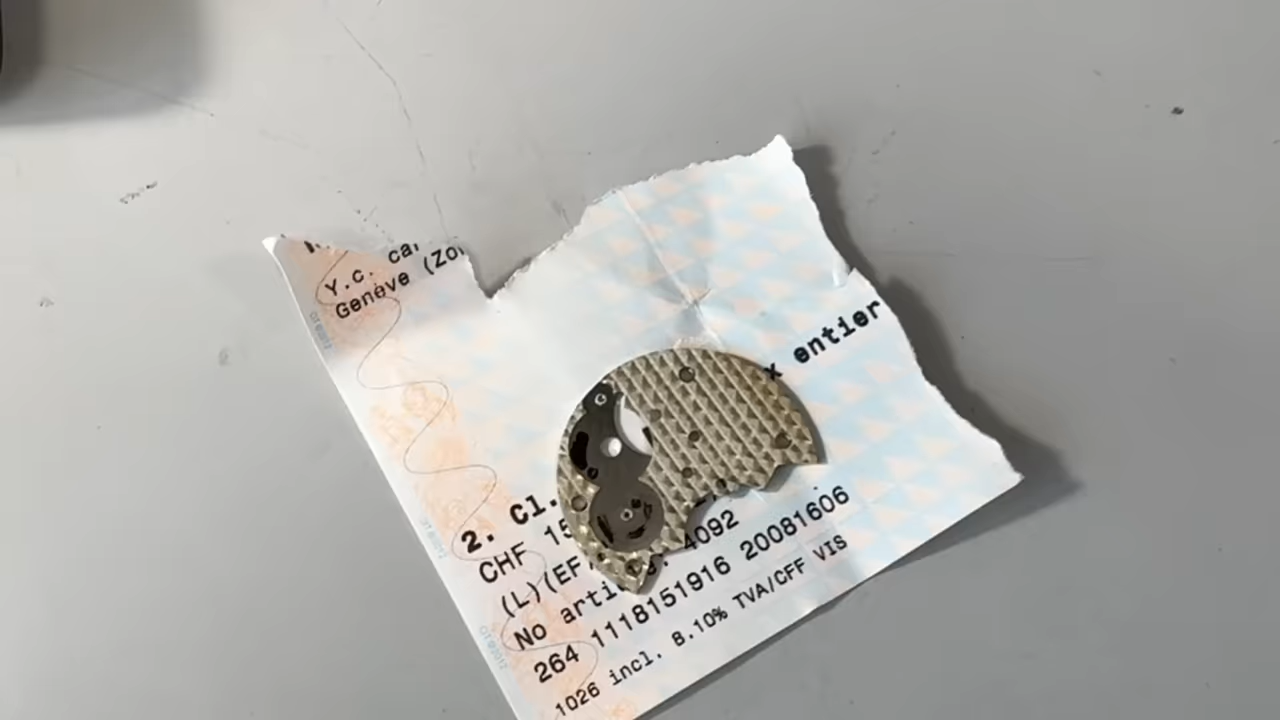 Y.C. ca
Genève (Zo
x entier
2. Cl.
CHF 15
(L)(EF 4092
No arti
264 1118151916 20081606
1026 incl. 8.10% TVA/CFF VIS